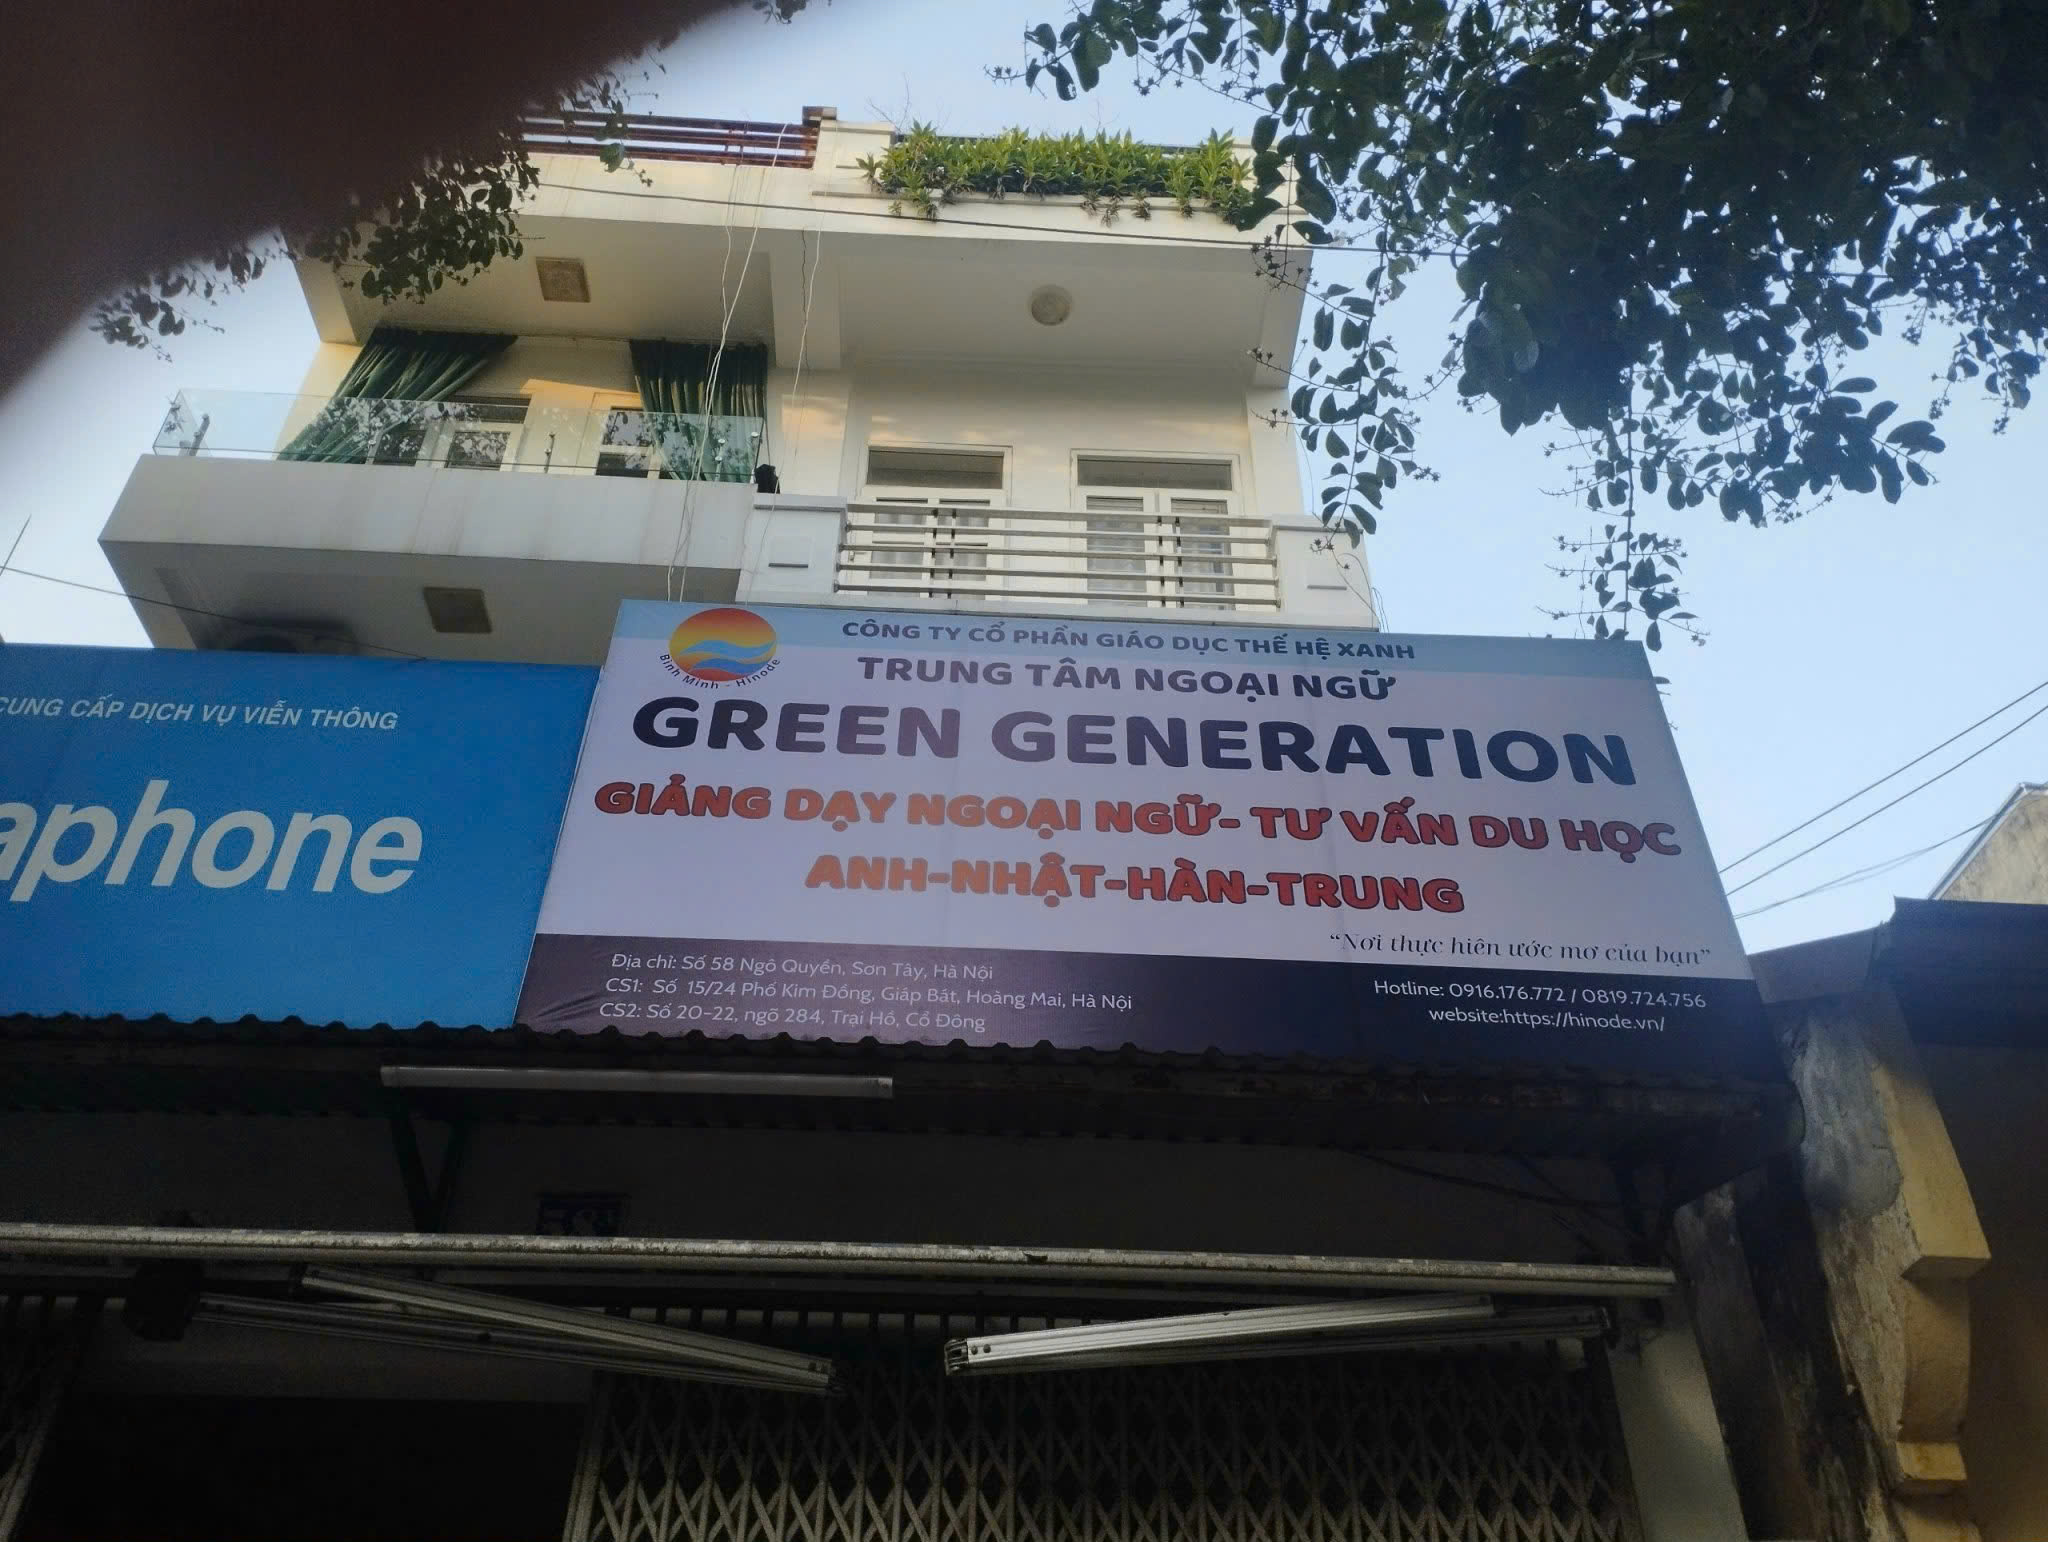 CUNG CẤP DỊCH VỤ VIỄN THÔNG
aphone
Bình Minh - Hinode
CÔNG TY CỔ PHẦN GIÁO DỤC THẾ HỆ XANH
TRUNG TÂM NGOẠI NGỮ
GREEN GENERATION
GIẢNG DẠY NGOẠI NGỮ- TƯ VẤN DU HỌC
ANH-NHẬT-HÀN-TRUNG
“Nơi thực hiện ước mơ của bạn”
Địa chỉ: Số 58 Ngô Quyền, Sơn Tây, Hà Nội
CS1: Số 15/24 Phố Kim Đồng, Giáp Bát, Hoàng Mai, Hà Nội
CS2: Số 20-22, ngõ 284, Trại Hồ, Cổ Đông
Hotline: 0916.176.772 / 0819.724.756
website:https://hinode.vn/